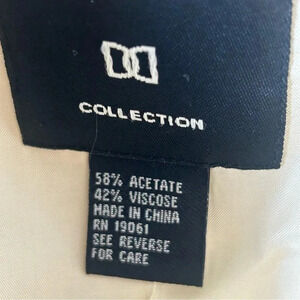 COLLECTION
58% ACETATE
42% VISCOSE
MADE IN CHINA
RN 19061
SEE REVERSE
FOR CARE